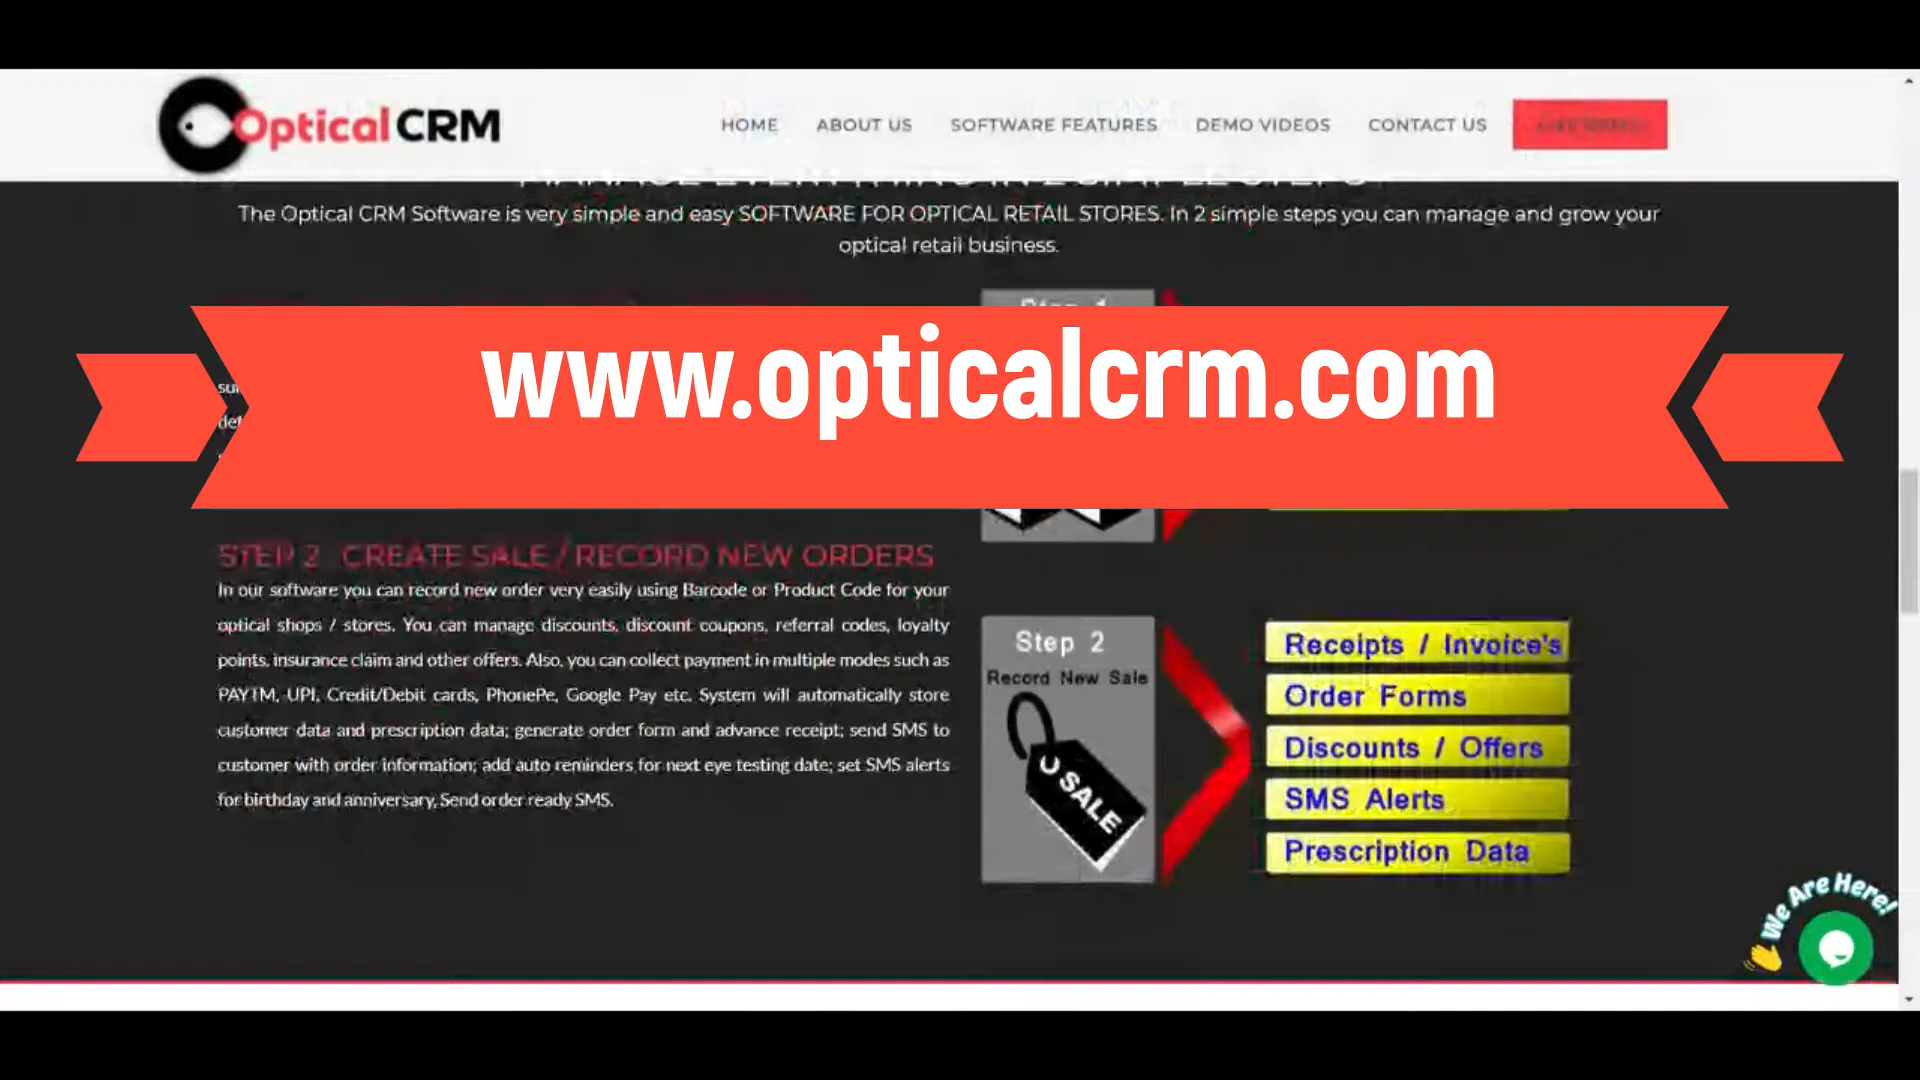 Optical CRM
HOME ABOUT US SOFTWARE FEATURES DEMO VIDEOS CONTACT US
MANAGE EVERYTHING IN 2 SIMPLE STEPS
The Optical CRM Software is very simple and easy SOFTWARE FOR OPTICAL RETAIL STORES. In 2 simple steps you can manage and grow your
optical retail business.
www.opticalcrm.com
STEP 2 : CREATE SALE / RECORD NEW ORDERS
In our software you can record new order very easily using Barcode or Product Code for your
optical shops / stores. You can manage discounts, discount coupons, referral codes, loyalty
points, insurance claim and other offers. Also, you can collect payment in multiple modes such as
PAYTM, UPI, Credit/Debit cards, PhonePe, Google Pay etc. System will automatically store
customer data and prescription data; generate order form and advance receipt; send SMS to
customer with order information; add auto reminders for next eye testing date; set SMS alerts
for birthday and anniversary, Send order ready SMS.
Step 2
Record New Sale
SALE
Receipts / Invoice's
Order Forms
Discounts / Offers
SMS Alerts
Prescription Data
We Are Here!